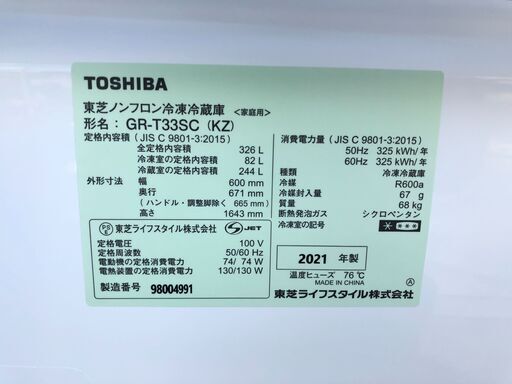 TOSHIBA
東芝ノンフロン冷凍冷蔵庫 <家庭用>
形名: GR-T33SC (KZ)
定格内容積 (JIS C 9801-3:2015)
全定格内容積 326 L
冷凍室の定格内容積 82 L
冷蔵室の定格内容積 244 L
外形寸法 幅 600 mm
奥行 671 mm
(ハンドル・調整脚除く 665 mm)
高さ 1643 mm
PS E 東芝ライフスタイル株式会社 S-JET
定格電圧 100 V
定格周波数 50/60 Hz
電動機の定格消費電力 74/ 74 W
電熱装置の定格消費電力 130/130 W
製造番号 98004991
消費電力量 (JIS C 9801-3:2015)
50Hz 325 kWh/年
60Hz 325 kWh/年
種類 冷凍冷蔵庫
冷媒 R600a
冷媒封入量 67 g
質量 68 kg
断熱発泡ガス シクロペンタン
冷凍室の記号
2021 年製
温度ヒューズ 76℃
MADE IN CHINA
東芝ライフスタイル株式会社 Ⓐ